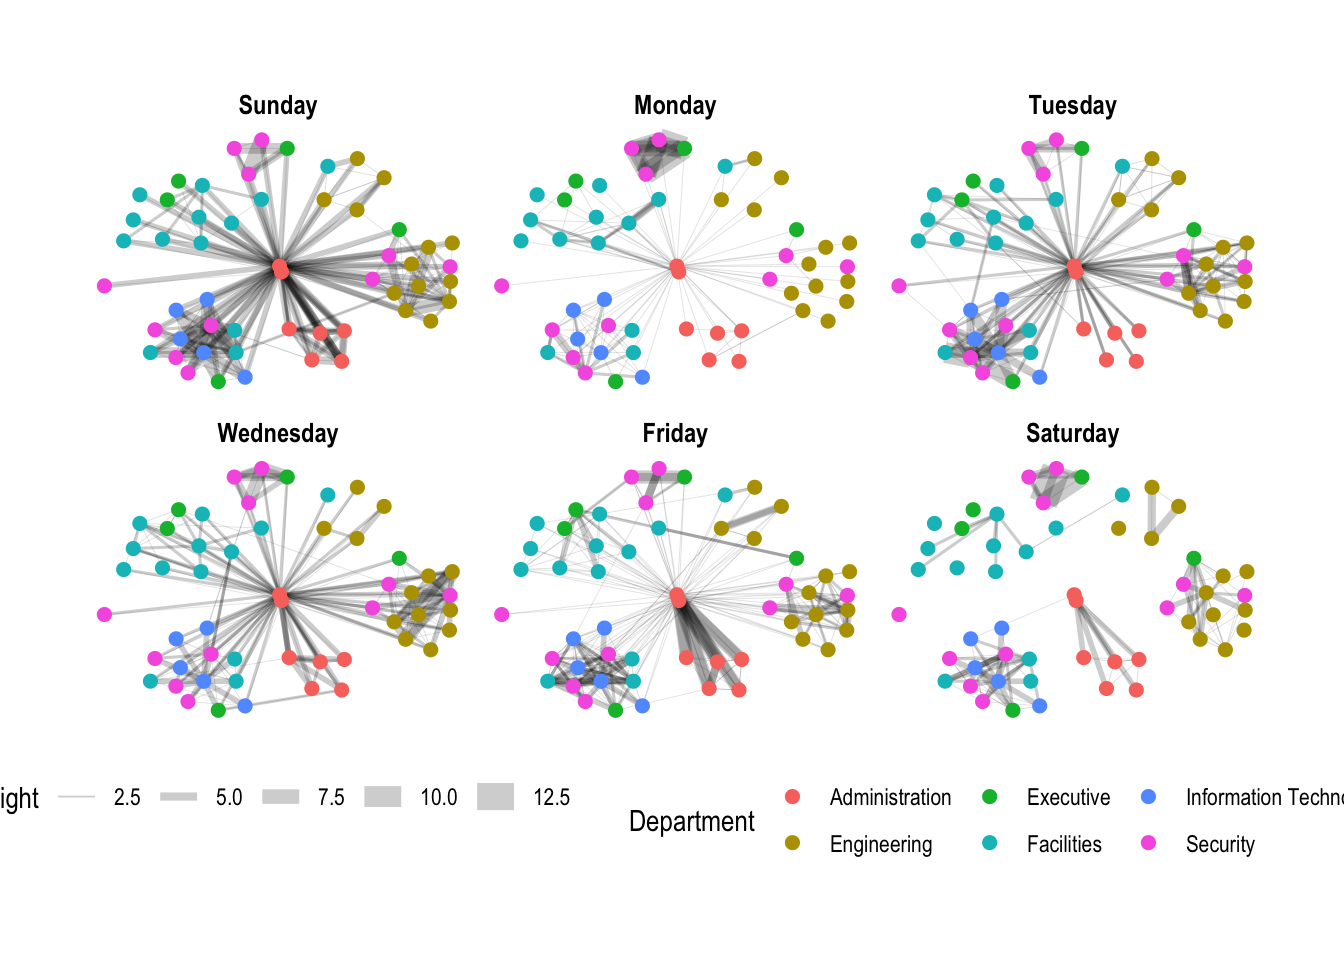 Sunday
Monday
Tuesday
Wednesday
Friday
Saturday
ight 2.5 5.0 7.5 10.0 12.5
Department
Administration Executive Information Techno
Engineering Facilities Security